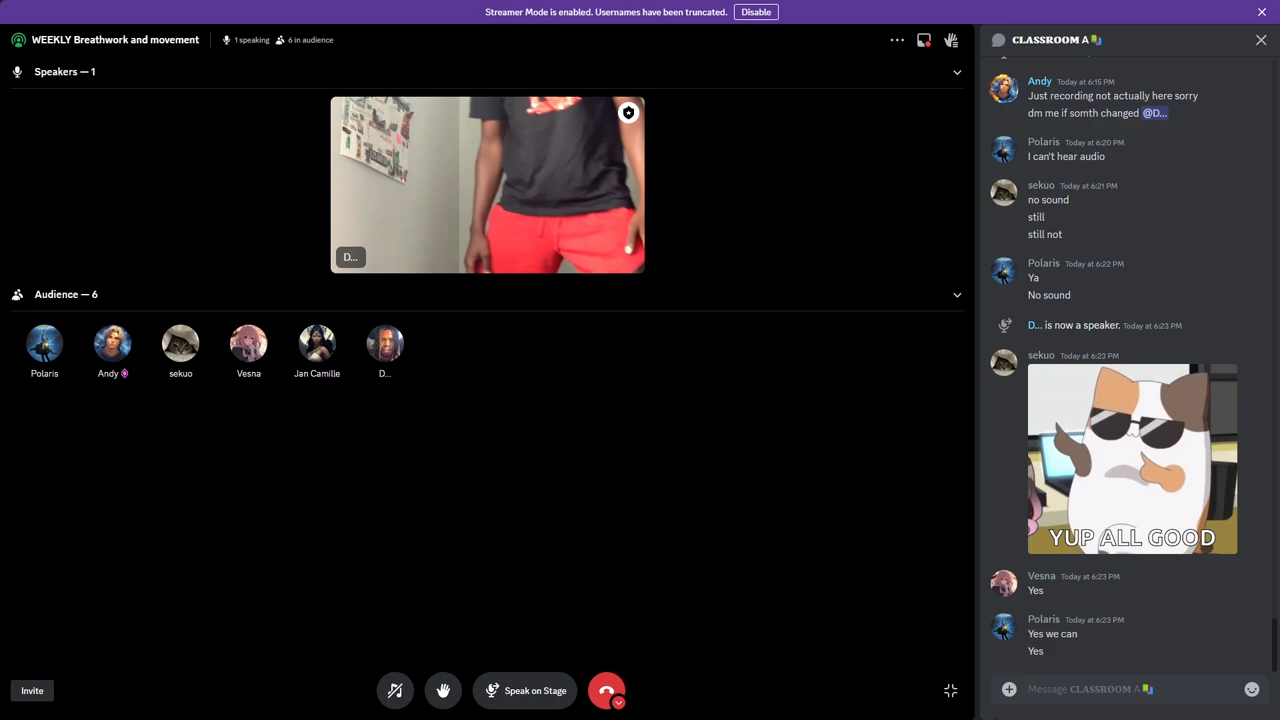 Streamer Mode is enabled. Usernames have been truncated.
Disable
WEEKLY Breathwork and movement
1 speaking
6 in audience
Speakers — 1
D...
Audience — 6
Polaris
Andy
sekuo
Vesna
Jan Camille
D...
Invite
Speak on Stage
CLASSROOM A
Andy Today at 6:15 PM
Just recording not actually here sorry
dm me if somth changed @D...
Polaris Today at 6:20 PM
I can't hear audio
sekuo Today at 6:21 PM
no sound
still
still not
Polaris Today at 6:22 PM
Ya
No sound
D... is now a speaker. Today at 6:23 PM
sekuo Today at 6:23 PM
YUP ALL GOOD
Vesna Today at 6:23 PM
Yes
Polaris Today at 6:23 PM
Yes we can
Yes
Message CLASSROOM A